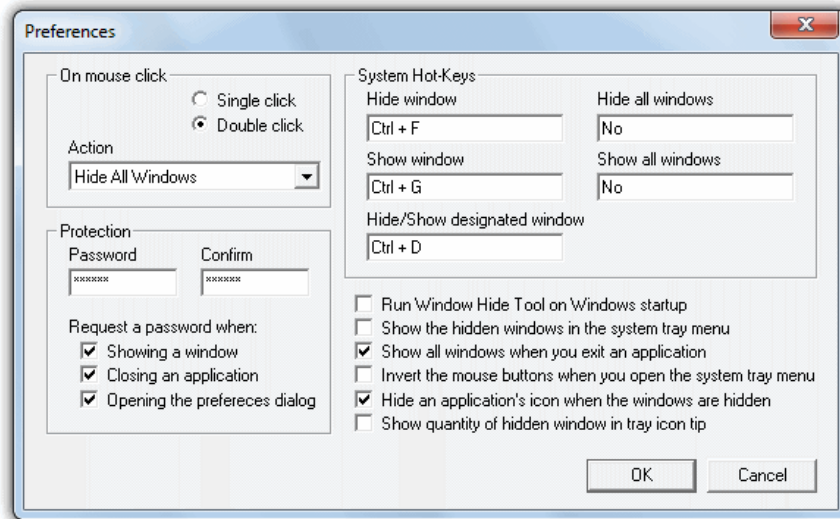 Preferences
On mouse click
Single click
Double click
Action
Hide All Windows
Protection
Password
Confirm
******
******
Request a password when:
Showing a window
Closing an application
Opening the prefereces dialog
System Hot-Keys
Hide window
Hide all windows
Ctrl + F
No
Show window
Show all windows
Ctrl + G
No
Hide/Show designated window
Ctrl + D
Run Window Hide Tool on Windows startup
Show the hidden windows in the system tray menu
Show all windows when you exit an application
Invert the mouse buttons when you open the system tray menu
Hide an application's icon when the windows are hidden
Show quantity of hidden window in tray icon tip
OK
Cancel